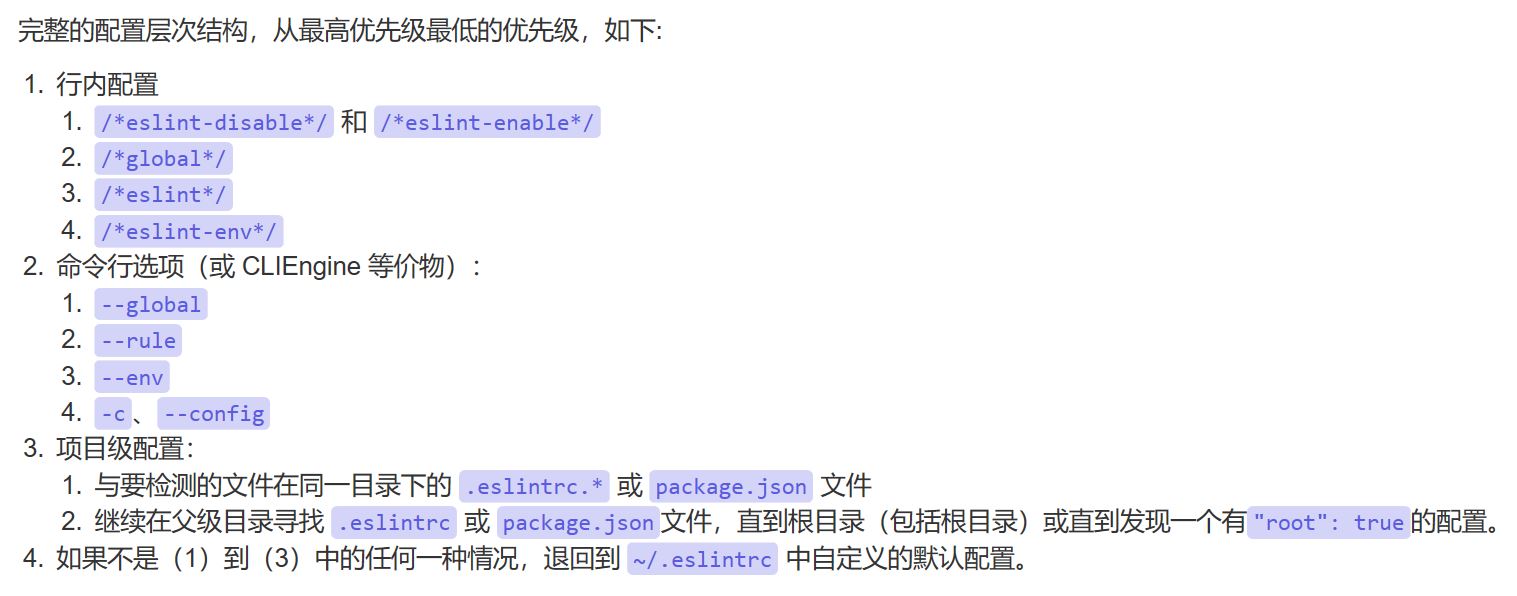 完整的配置层次结构，从最高优先级最低的优先级，如下:
1. 行内配置
1. /*eslint-disable*/ 和 /*eslint-enable*/
2. /*global*/
3. /*eslint*/
4. /*eslint-env*/
2. 命令行选项（或 CLIEngine 等价物）：
1. --global
2. --rule
3. --env
4. -c、--config
3. 项目级配置：
1. 与要检测的文件在同一目录下的 .eslintrc.* 或 package.json 文件
2. 继续在父级目录寻找 .eslintrc 或 package.json文件，直到根目录（包括根目录）或直到发现一个有"root": true的配置。
4. 如果不是（1）到（3）中的任何一种情况，退回到 ~/.eslintrc 中自定义的默认配置。